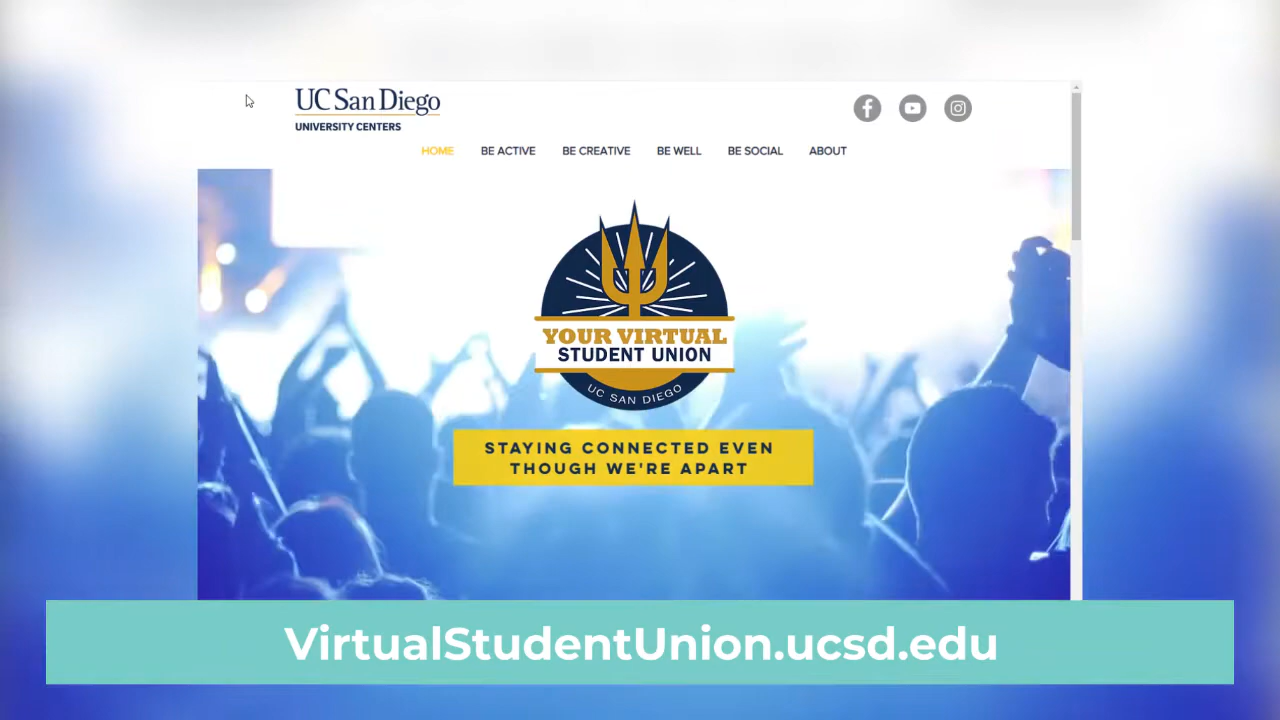 UC San Diego
UNIVERSITY CENTERS
HOME BE ACTIVE BE CREATIVE BE WELL BE SOCIAL ABOUT
YOUR VIRTUAL
STUDENT UNION
UC SAN DIEGO
STAYING CONNECTED EVEN
THOUGH WE'RE APART
VirtualStudentUnion.ucsd.edu